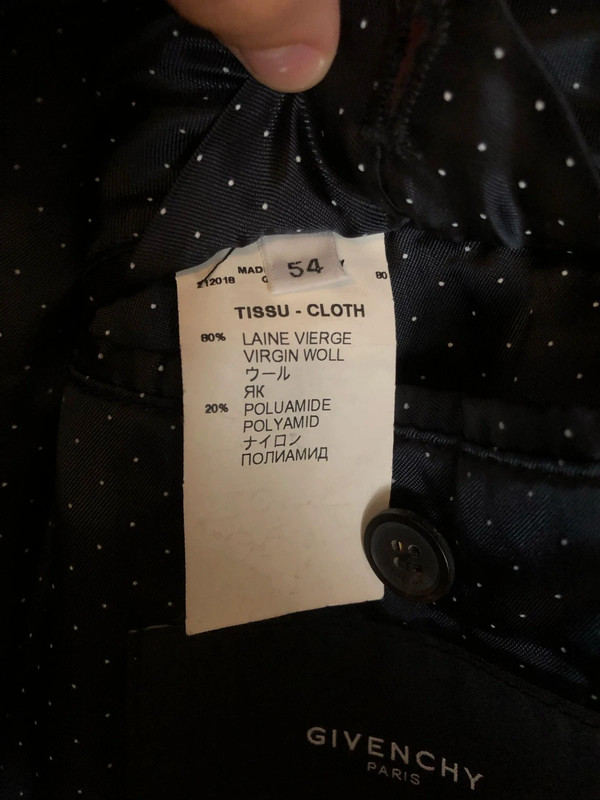 54
MAD
212018
80
TISSU - CLOTH
80% LAINE VIERGE
VIRGIN WOLL
ウール
ЯК
20% POLUAMIDE
POLYAMID
ナイロン
ПОЛИАМИД
GIVENCHY
PARIS